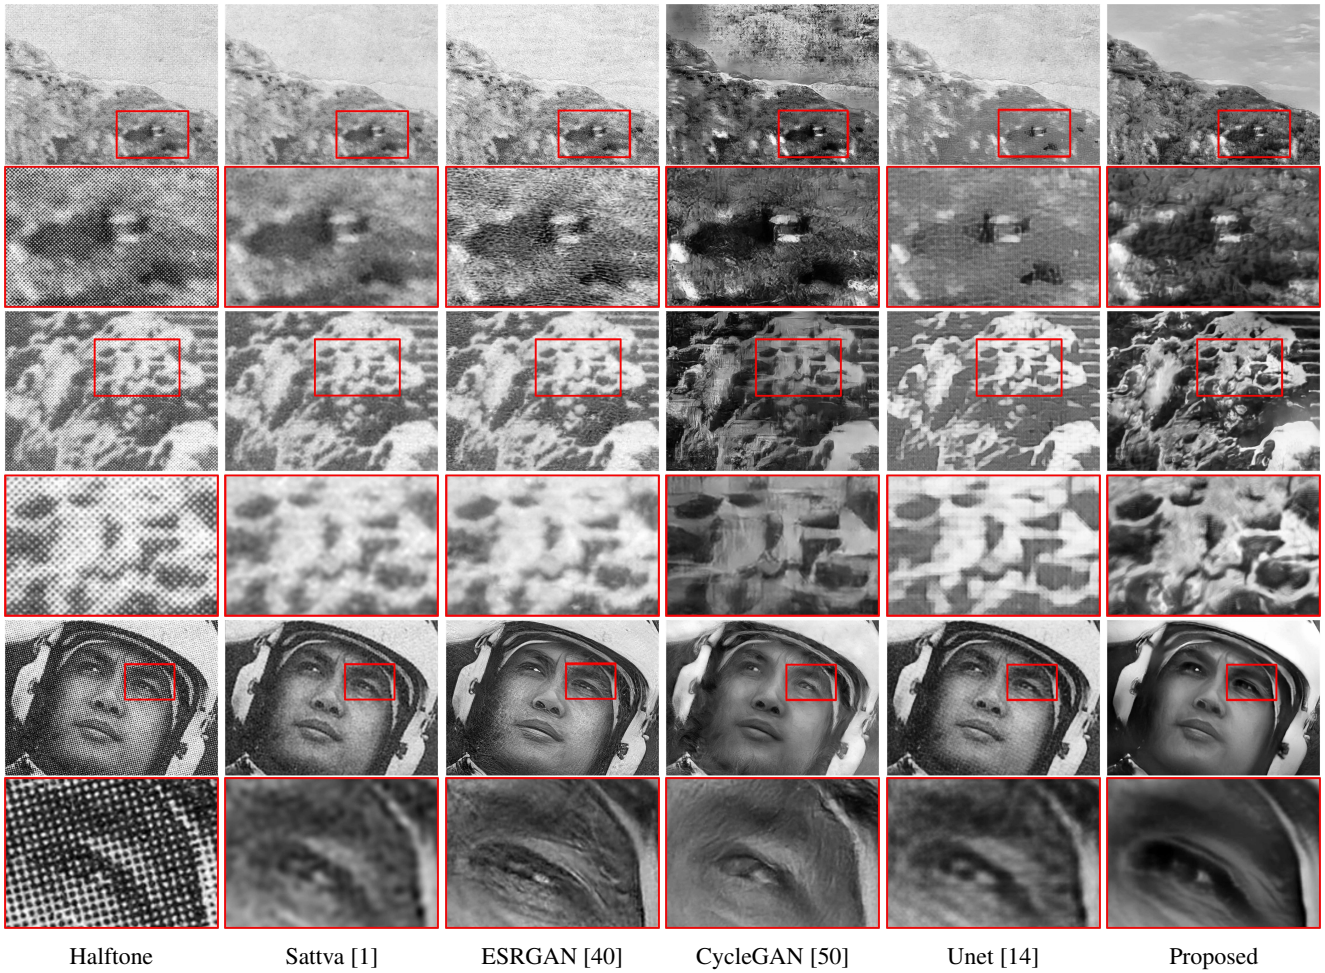 Halftone
Sattva [1]
ESRGAN [40]
CycleGAN [50]
Unet [14]
Proposed